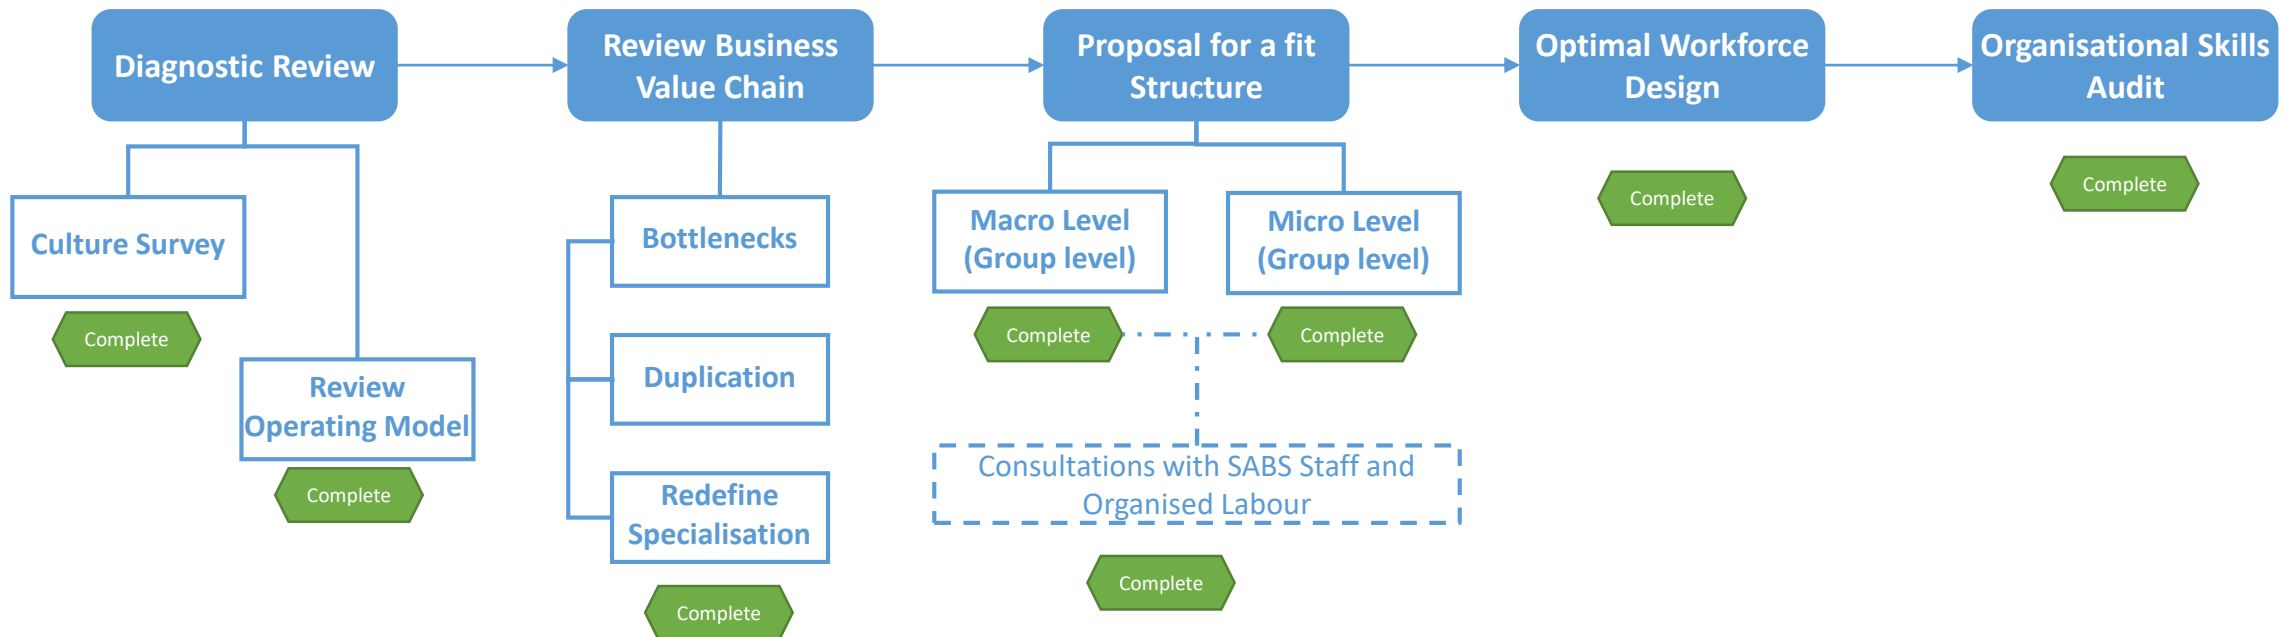 Diagnostic Review
Review Business
Value Chain
Proposal for a fit
Structure
Optimal Workforce
Design
Organisational Skills
Audit
Culture Survey
Complete
Review
Operating Model
Complete
Bottlenecks
Duplication
Redefine
Specialisation
Complete
Macro Level
(Group level)
Complete
Micro Level
(Group level)
Complete
Consultations with SABS Staff and
Organised Labour
Complete
Complete
Complete